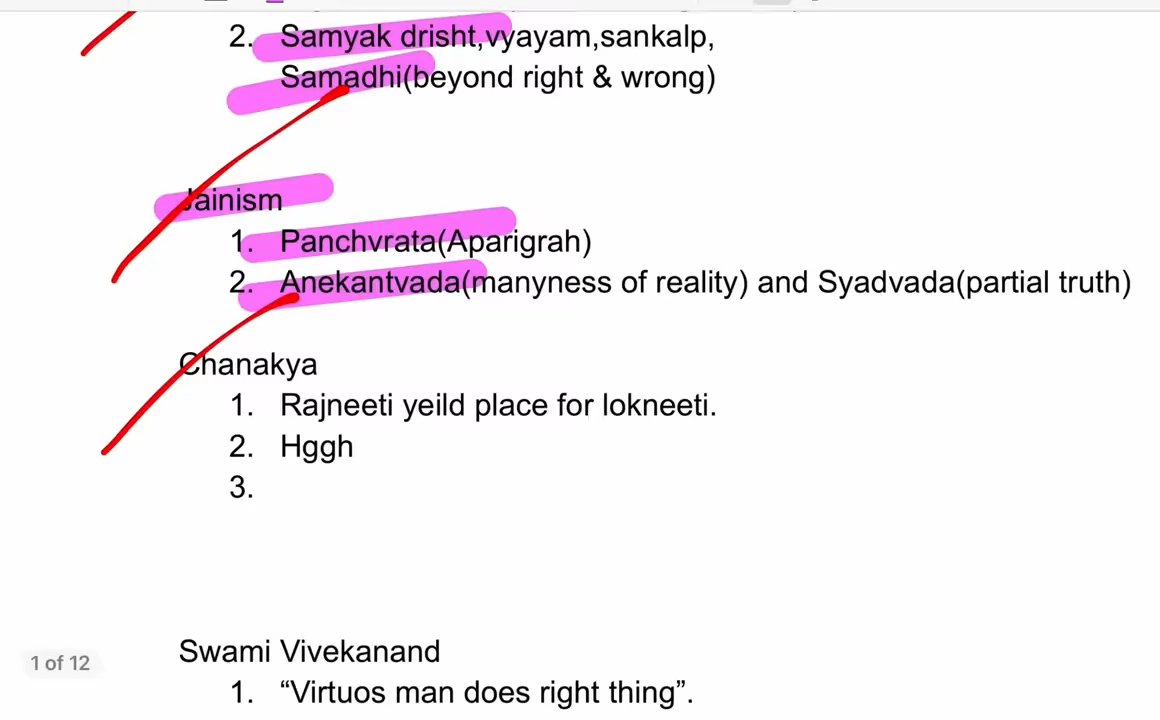 2. Samyak drisht,vyayam,sankalp,
Samadhi(beyond right & wrong)
Jainism
1. Panchvrata(Aparigrah)
2. Anekantvada(manyness of reality) and Syadvada(partial truth)
Chanakya
1. Rajneeti yeild place for lokneeti.
2. Hggh
3.
Swami Vivekanand
1 of 12
1. “Virtuos man does right thing”.